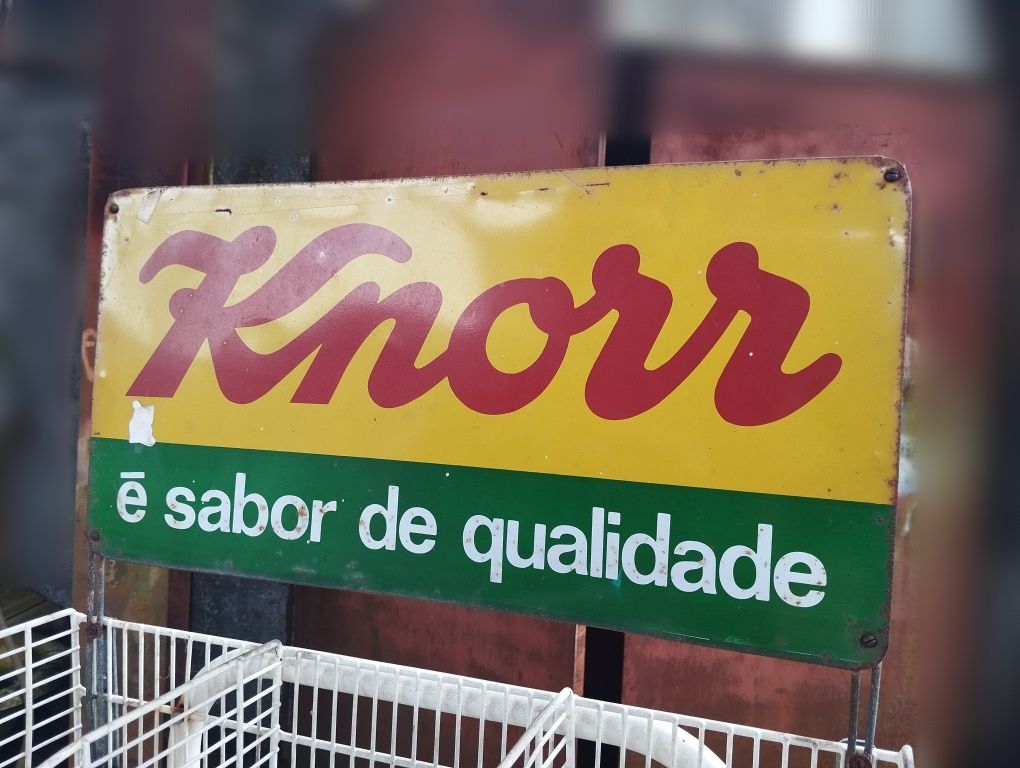 Knorr
é sabor de qualidade